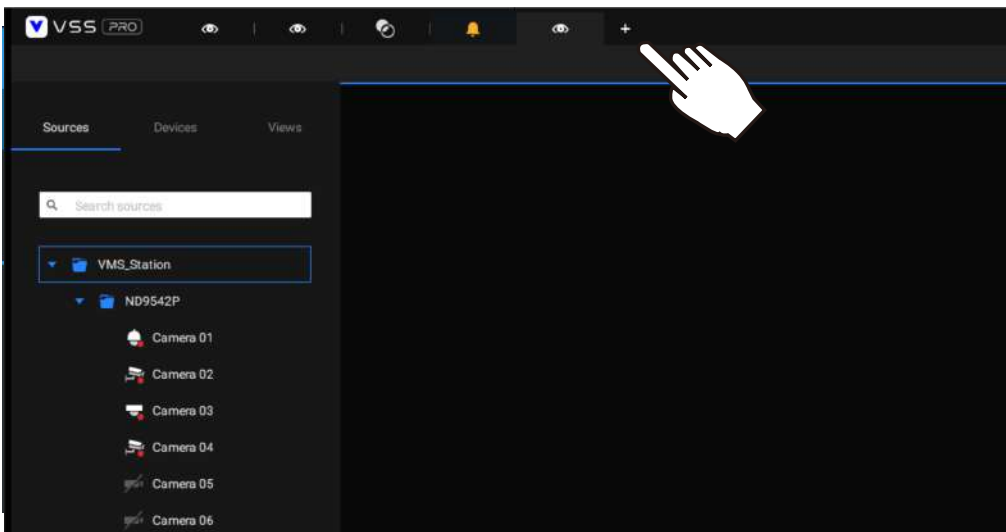 VSS PRO
+
Sources Devices Views
Search sources
VMS_Station
ND9542P
Camera 01
Camera 02
Camera 03
Camera 04
Camera 05
Camera 06